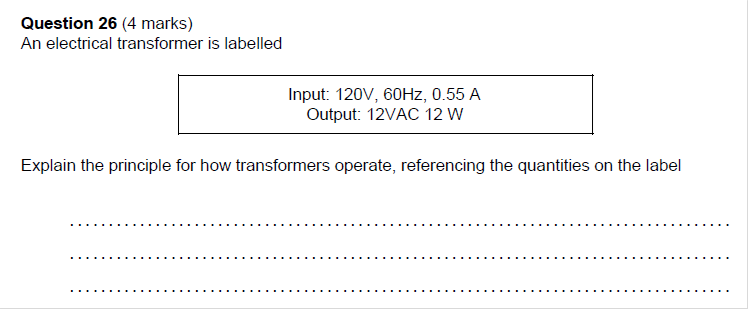 Question 26 (4 marks)
An electrical transformer is labelled
Input: 120V, 60Hz, 0.55 A
Output: 12VAC 12 W
Explain the principle for how transformers operate, referencing the quantities on the label